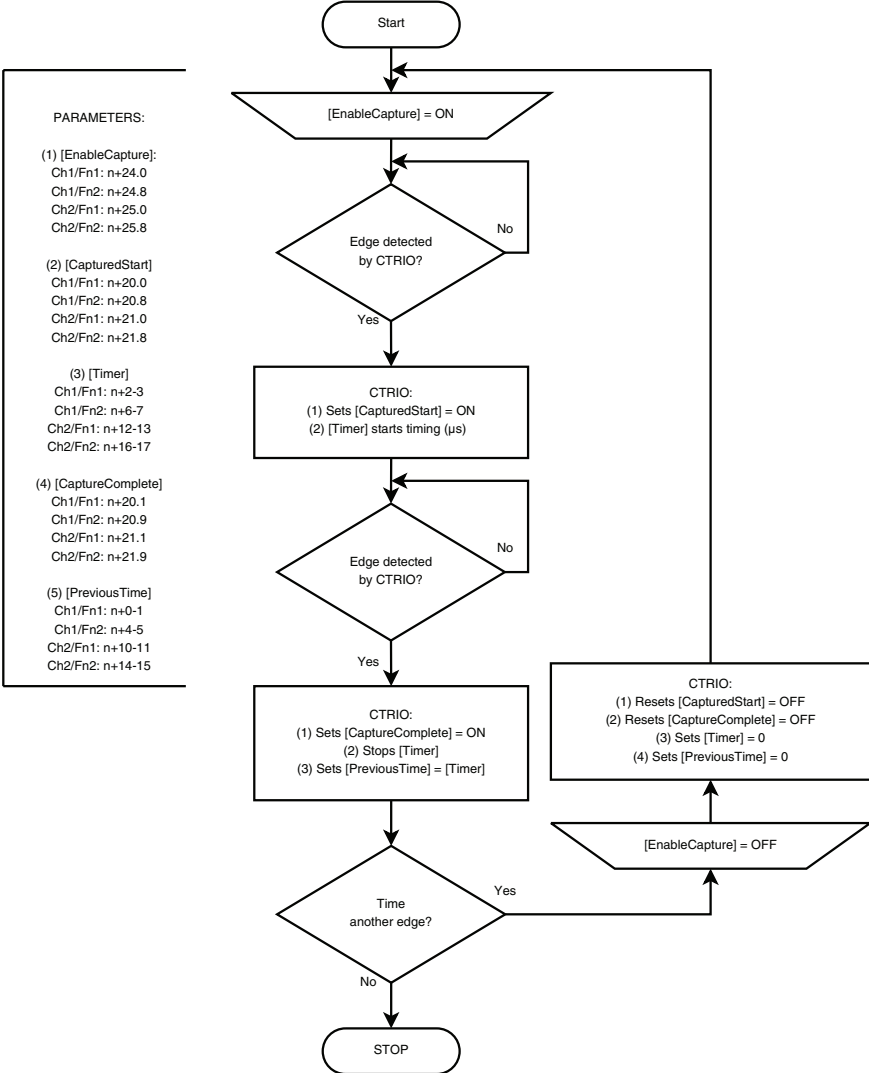 Start
PARAMETERS:
(1) [EnableCapture]:
Ch1/Fn1: n+24.0
Ch1/Fn2: n+24.8
Ch2/Fn1: n+25.0
Ch2/Fn2: n+25.8
(2) [CapturedStart]
Ch1/Fn1: n+20.0
Ch1/Fn2: n+20.8
Ch2/Fn1: n+21.0
Ch2/Fn2: n+21.8
(3) [Timer]
Ch1/Fn1: n+2-3
Ch1/Fn2: n+6-7
Ch2/Fn1: n+12-13
Ch2/Fn2: n+16-17
(4) [CaptureComplete]
Ch1/Fn1: n+20.1
Ch1/Fn2: n+20.9
Ch2/Fn1: n+21.1
Ch2/Fn2: n+21.9
(5) [PreviousTime]
Ch1/Fn1: n+0-1
Ch1/Fn2: n+4-5
Ch2/Fn1: n+10-11
Ch2/Fn2: n+14-15
[EnableCapture] = ON
Edge detected
by CTRIO?
No
Yes
CTRIO:
(1) Sets [CapturedStart] = ON
(2) [Timer] starts timing (µs)
Edge detected
by CTRIO?
No
Yes
CTRIO:
(1) Sets [CaptureComplete] = ON
(2) Stops [Timer]
(3) Sets [PreviousTime] = [Timer]
Time
another edge?
Yes
No
STOP
[EnableCapture] = OFF
CTRIO:
(1) Resets [CapturedStart] = OFF
(2) Resets [CaptureComplete] = OFF
(3) Sets [Timer] = 0
(4) Sets [PreviousTime] = 0